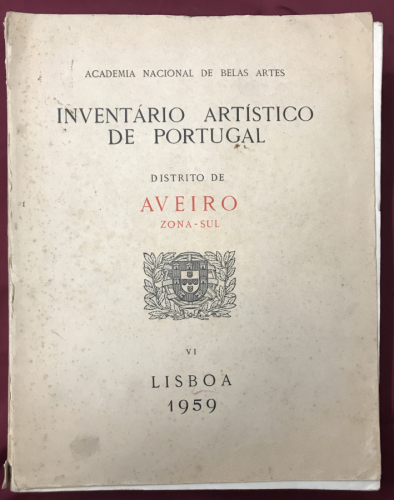 ACADEMIA NACIONAL DE BELAS ARTES
INVENTÁRIO ARTÍSTICO
DE PORTUGAL
DISTRITO DE
AVEIRO
ZONA-SUL
VI
LISBOA
1959